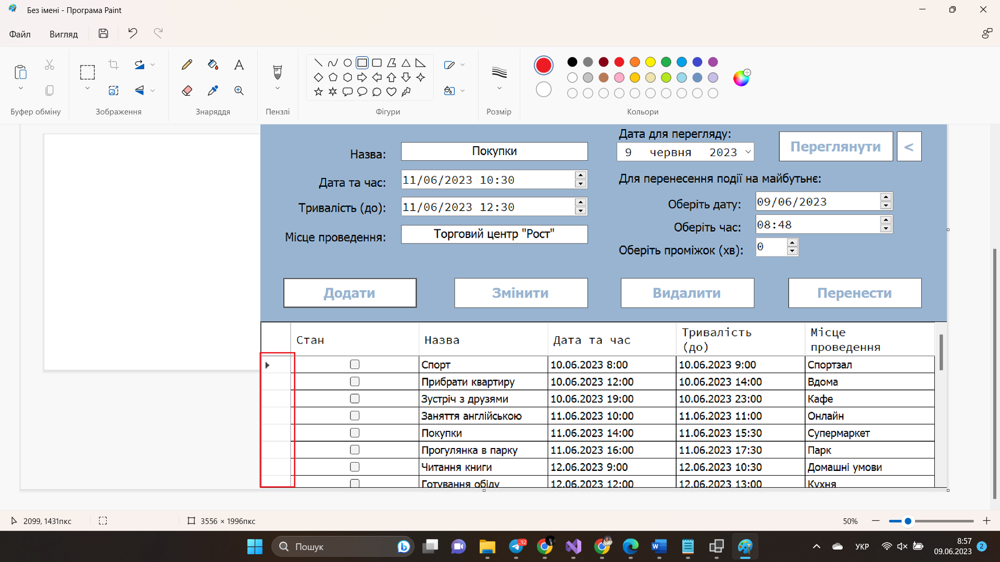 Без імені - Програма Paint
Файл Вигляд
Буфер обміну Зображення Знаряддя Пензлі Фігури Розмір Кольори
Назва: Покупки
Дата та час: 11/06/2023 10:30
Тривалість (до): 11/06/2023 12:30
Місце проведення: Торговий центр "Рост"
Дата для перегляду:
9 червня 2023 Переглянути <
Для перенесення події на майбутьнє:
Оберіть дату: 09/06/2023
Оберіть час: 08:48
Оберіть проміжок (хв): 0
Додати Змінити Видалити Перенести
Стан Назва Дата та час Тривалість (до) Місце проведення
Спорт 10.06.2023 8:00 10.06.2023 9:00 Спортзал
Прибрати квартиру 10.06.2023 12:00 10.06.2023 14:00 Вдома
Зустріч з друзями 10.06.2023 19:00 10.06.2023 23:00 Кафе
Заняття англійською 11.06.2023 10:00 11.06.2023 11:00 Онлайн
Покупки 11.06.2023 14:00 11.06.2023 15:30 Супермаркет
Прогулянка в парку 11.06.2023 16:00 11.06.2023 17:30 Парк
Читання книги 12.06.2023 9:00 12.06.2023 10:30 Домашні умови
Готування обіду 12.06.2023 12:00 12.06.2023 13:00 Кухня
2099, 1431пкс 3556 × 1996пкс 50%
Пошук ..92 УКР 8:57
09.06.2023 2